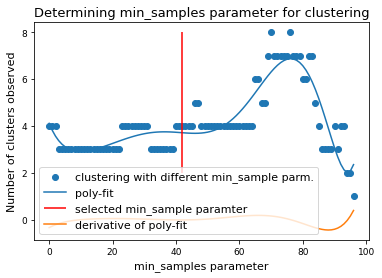 Determining min_samples parameter for clustering
8
6
4
2
0
Number of clusters observed
clustering with different min_sample parm.
poly-fit
selected min_sample paramter
derivative of poly-fit
0
20
40
60
80
100
min_samples parameter